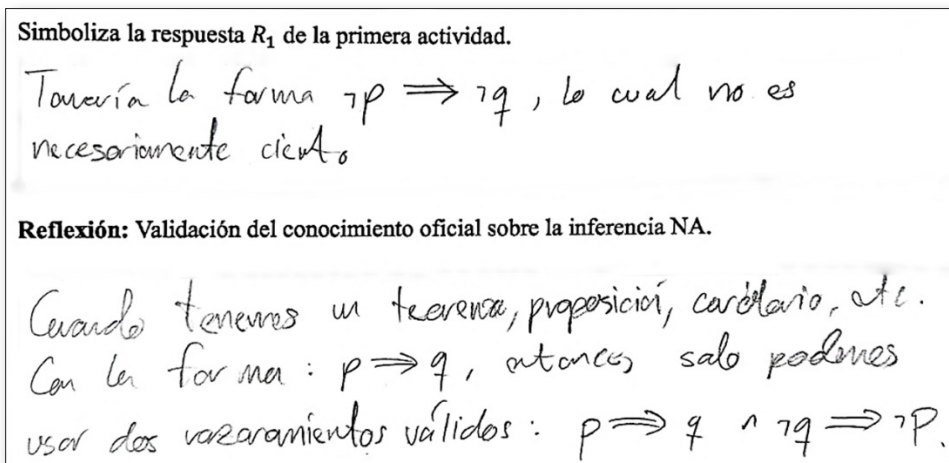 Simboliza la respuesta R₁ de la primera actividad.
Tomaría la forma ¬p ⟹ ¬q, lo cual no es
necesariamente cierto
Reflexión: Validación del conocimiento oficial sobre la inferencia NA.
Cuando tenemos un teorema, proposición, corolario, etc.
Con la forma: p ⟹ q, entonces solo podemos
usar dos razonamientos válidos: p ⟹ q ∧ ¬q ⟹ ¬p.